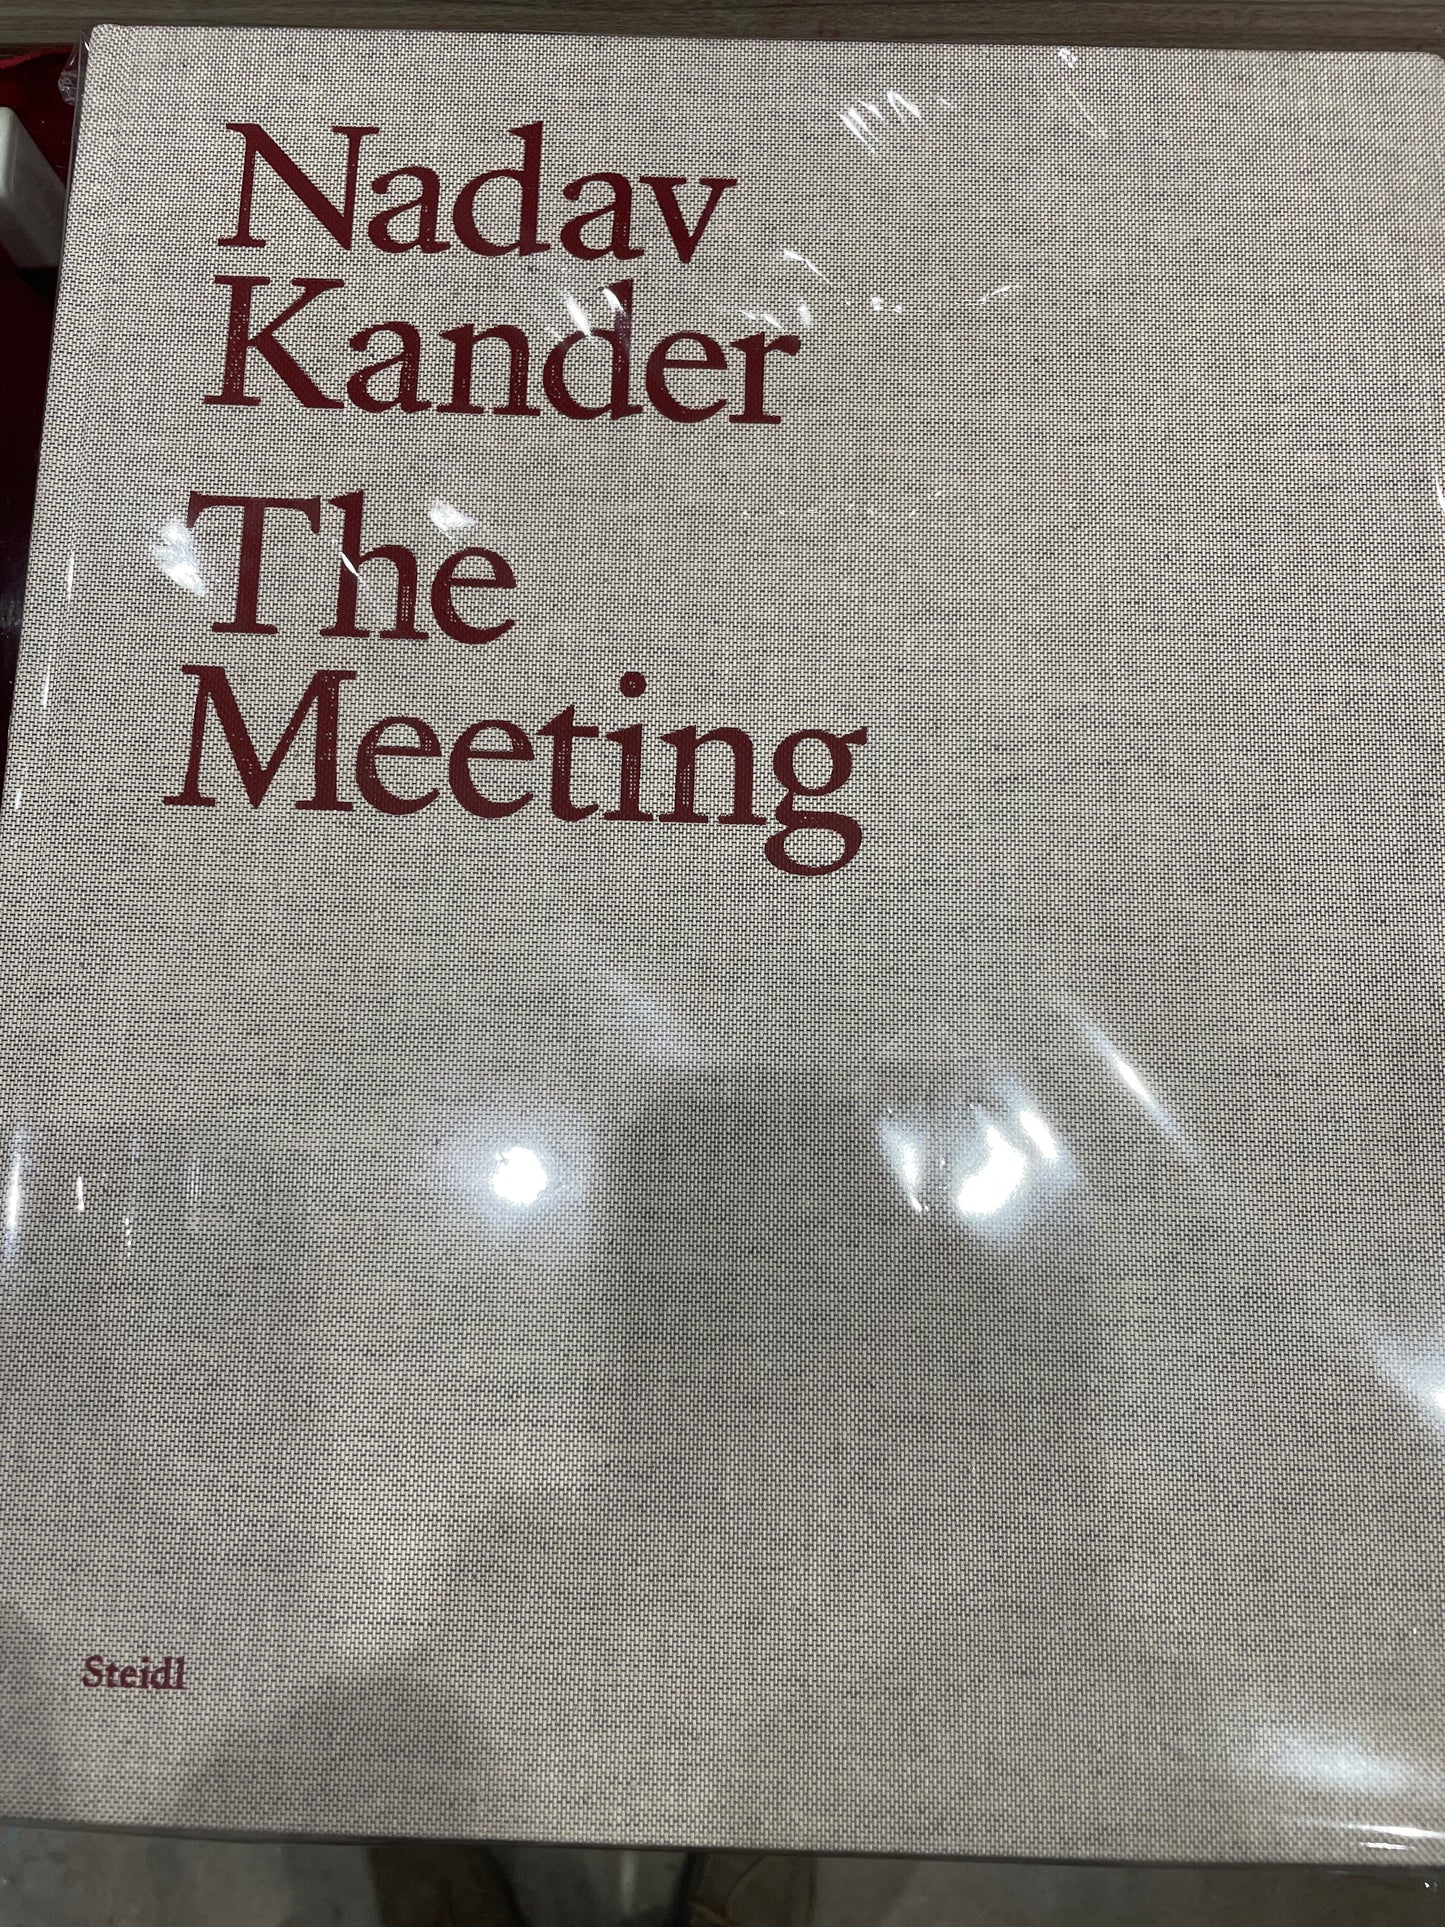 Nadav
Kander
The
Meeting
Steidl